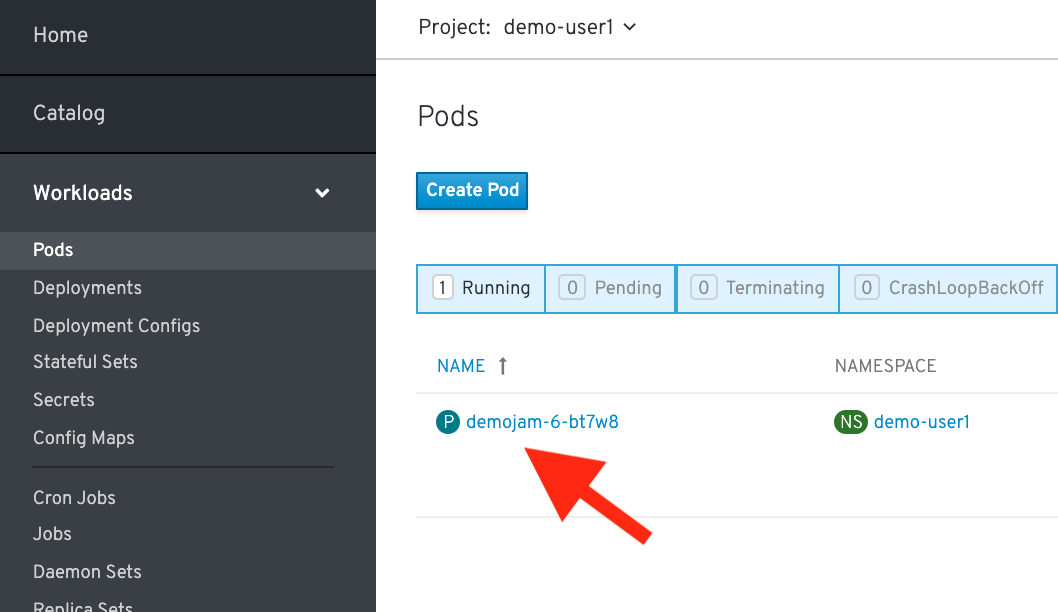 Home
Catalog
Workloads
Pods
Deployments
Deployment Configs
Stateful Sets
Secrets
Config Maps
Cron Jobs
Jobs
Daemon Sets
Replica Sets
Project: demo-user1
Pods
Create Pod
1 Running 0 Pending 0 Terminating 0 CrashLoopBackOff
NAME NAMESPACE
P demojam-6-bt7w8 NS demo-user1